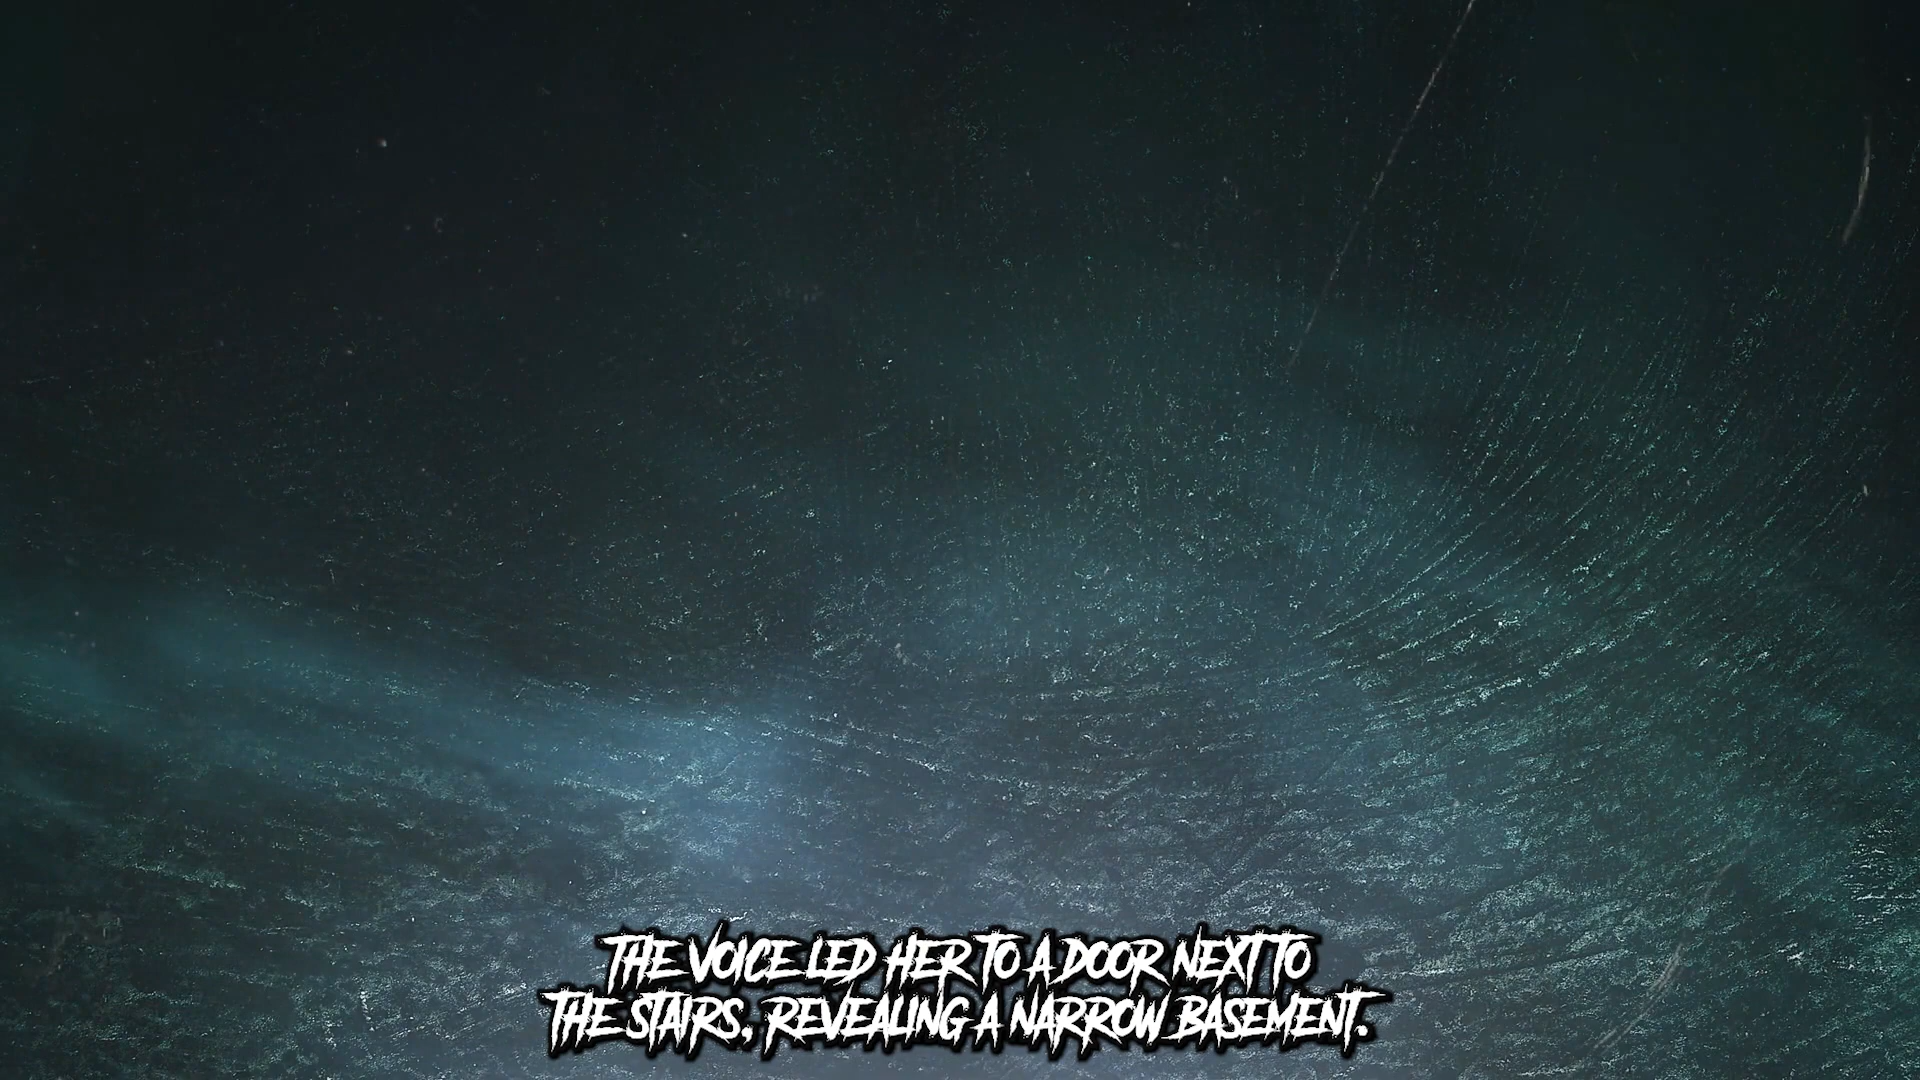 THE VOICE LED HER TO A DOOR NEXT TO
THE STAIRS, REVEALING A NARROW BASEMENT.